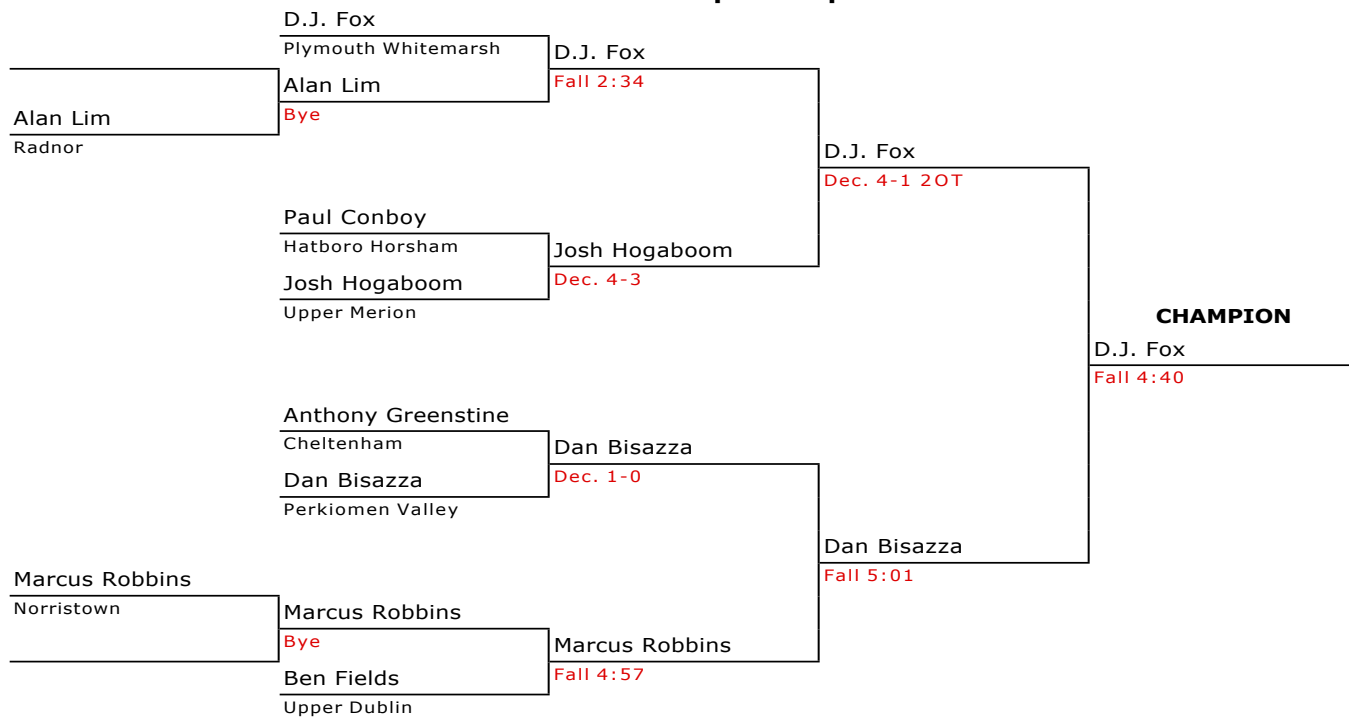 D.J. Fox
Plymouth Whitemarsh
D.J. Fox
Fall 2:34
Alan Lim
Bye
Alan Lim
Radnor
D.J. Fox
Dec. 4-1 2OT
Paul Conboy
Hatboro Horsham
Josh Hogaboom
Dec. 4-3
Josh Hogaboom
Upper Merion
CHAMPION
D.J. Fox
Fall 4:40
Anthony Greenstine
Cheltenham
Dan Bisazza
Dec. 1-0
Dan Bisazza
Perkiomen Valley
Dan Bisazza
Fall 5:01
Marcus Robbins
Norristown
Marcus Robbins
Bye
Marcus Robbins
Fall 4:57
Ben Fields
Upper Dublin